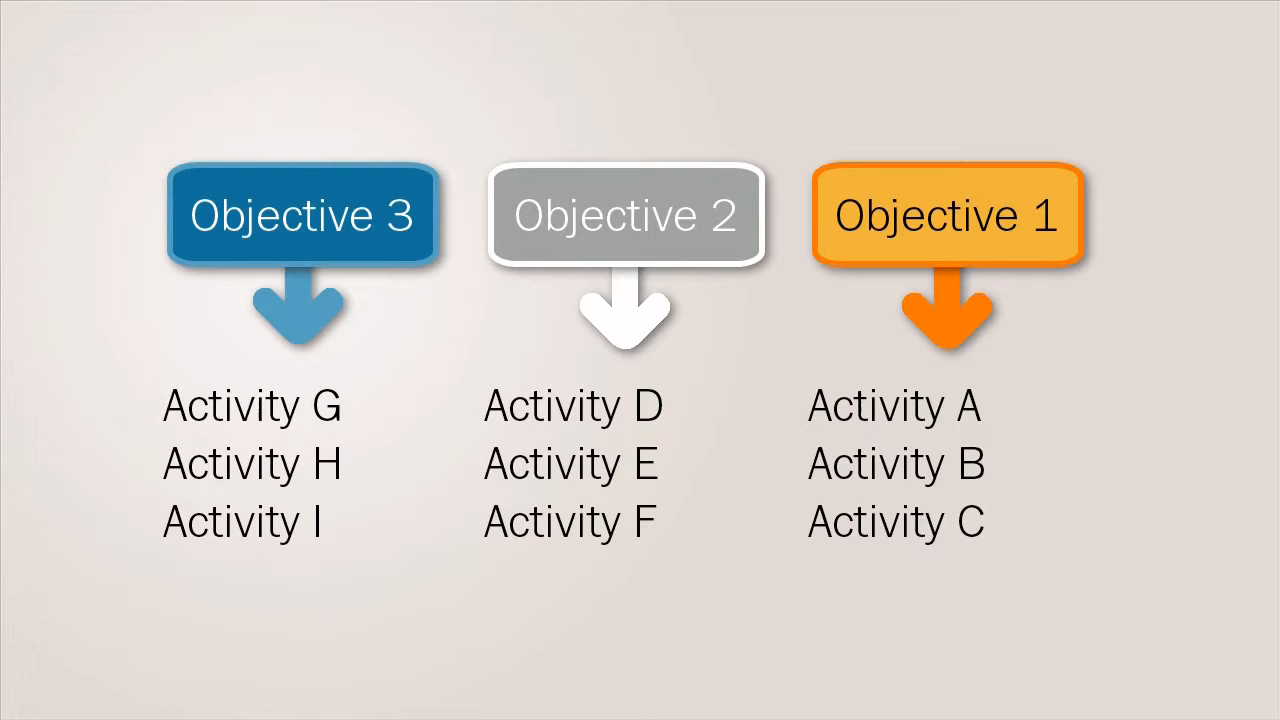 Objective 3
Objective 2
Objective 1
Activity G
Activity H
Activity I
Activity D
Activity E
Activity F
Activity A
Activity B
Activity C